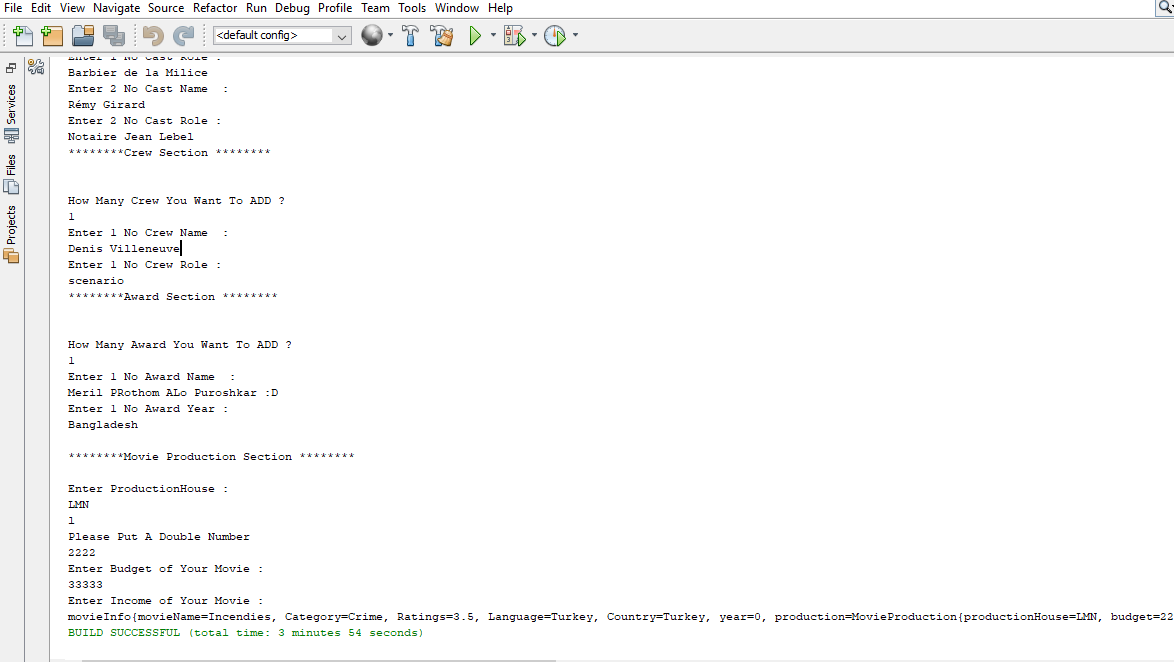 File Edit View Navigate Source Refactor Run Debug Profile Team Tools Window Help
<default config>
Services
Files
Projects
Enter 1 No Cast Role :
Barbier de la Milice
Enter 2 No Cast Name  :
Rémy Girard
Enter 2 No Cast Role :
Notaire Jean Lebel
********Crew Section ********
How Many Crew You Want To ADD ?
1
Enter 1 No Crew Name  :
Denis Villeneuve
Enter 1 No Crew Role :
scenario
********Award Section ********
How Many Award You Want To ADD ?
1
Enter 1 No Award Name  :
Meril PRothom ALo Puroshkar :D
Enter 1 No Award Year :
Bangladesh
********Movie Production Section ********
Enter ProductionHouse :
LMN
1
Please Put A Double Number
2222
Enter Budget of Your Movie :
33333
Enter Income of Your Movie :
movieInfo{movieName=Incendies, Category=Crime, Ratings=3.5, Language=Turkey, Country=Turkey, year=0, production=MovieProduction{productionHouse=LMN, budget=22
BUILD SUCCESSFUL (total time: 3 minutes 54 seconds)